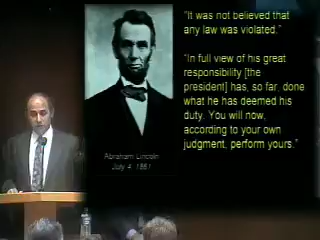 "It was not believed that
any law was violated."
"In full view of his great
responsibility [the
president] has, so far, done
what he has deemed his
duty. You will now,
according to your own
judgment, perform yours."
Abraham Lincoln
July 4, 1861